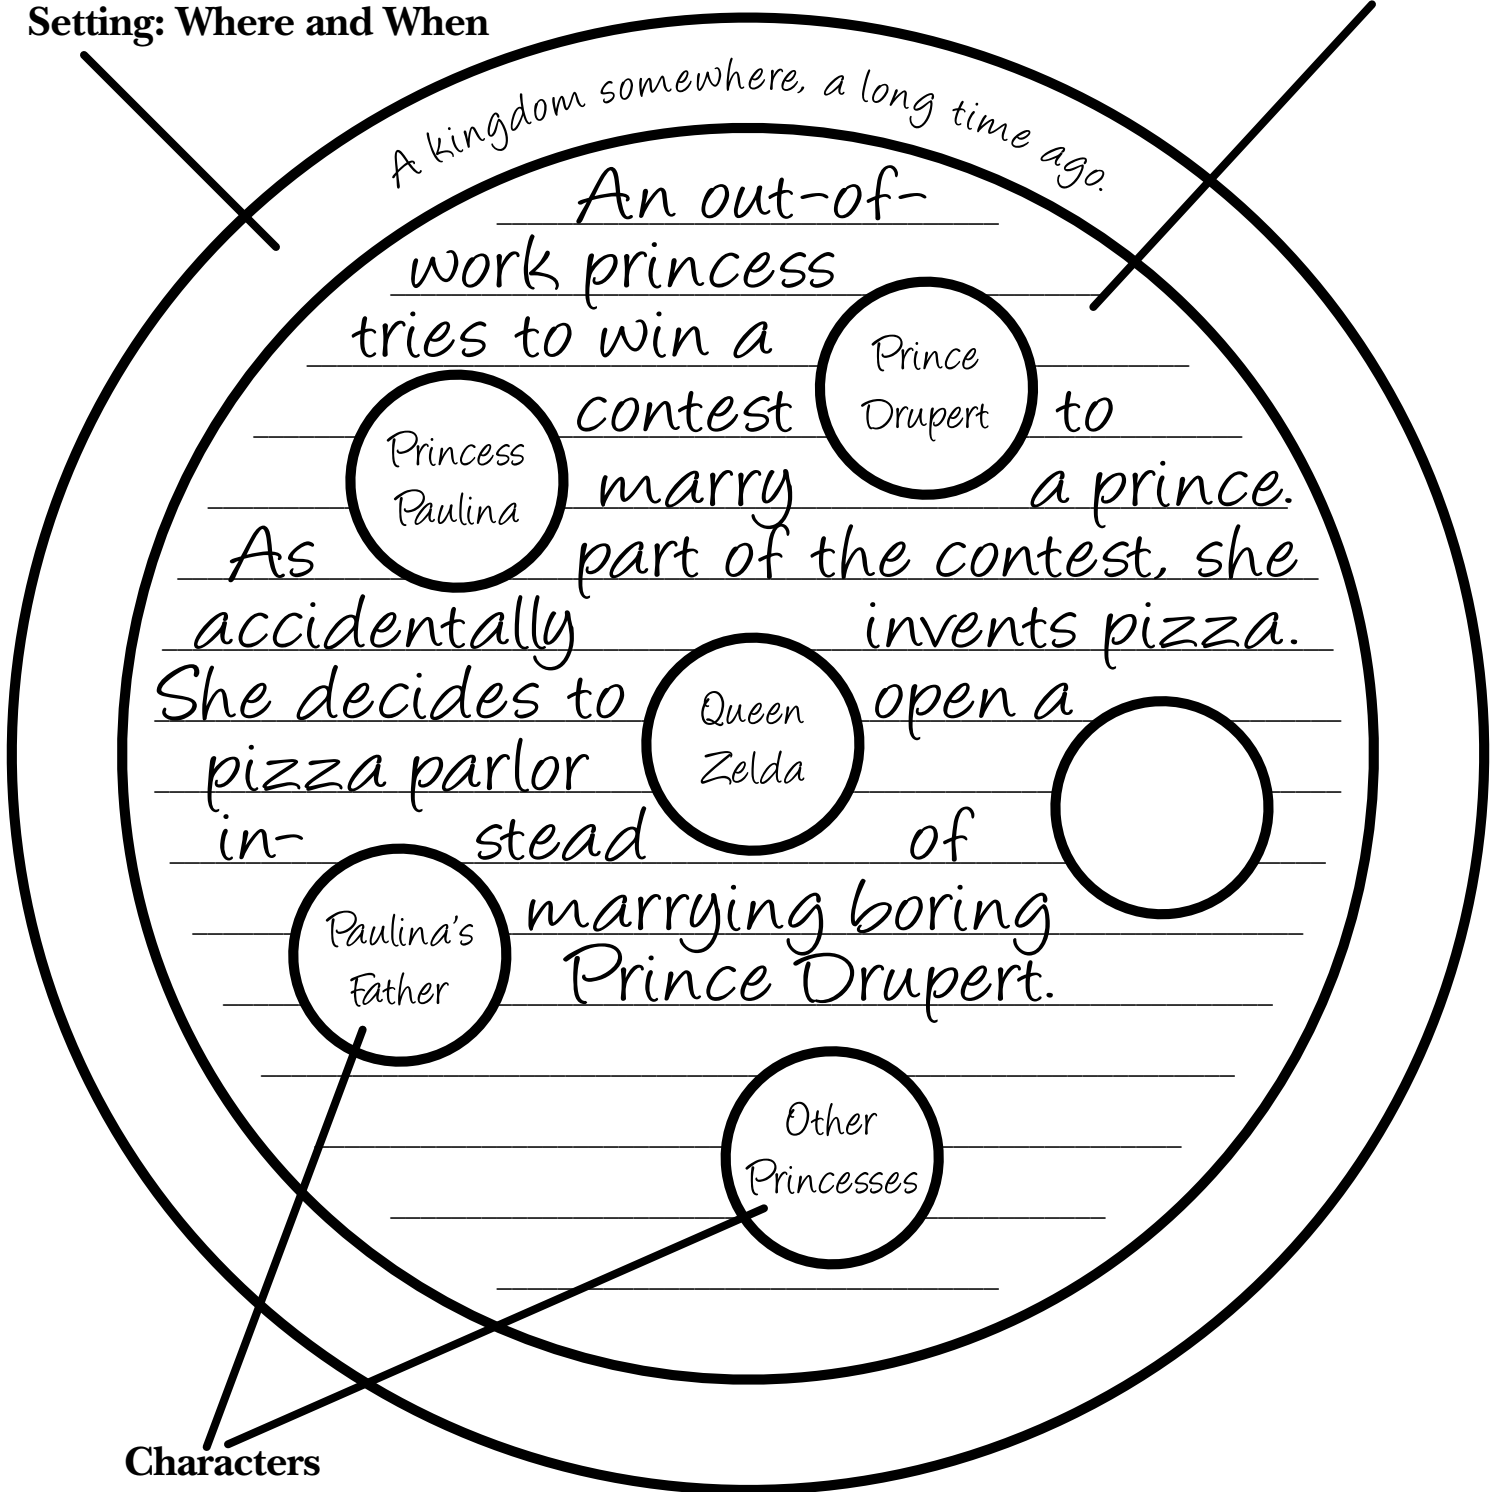 Setting: Where and When
A kingdom somewhere, a long time ago.
An out-of-
work princess
tries to win a
contest to
marry a prince.
As part of the contest, she
accidentally invents pizza.
She decides to open a
pizza parlor
in- stead of
marrying boring
Prince Drupert.
Prince
Drupert
Princess
Paulina
Queen
Zelda
Paulina's
Father
Other
Princesses
Characters